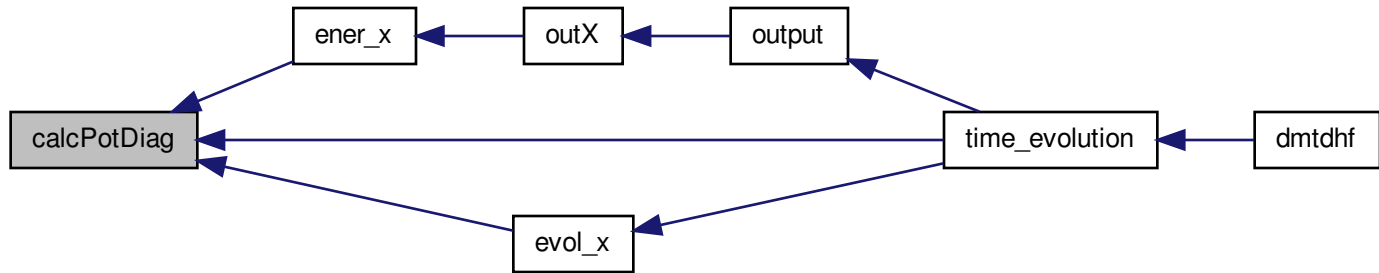 ener_x
outX
output
calcPotDiag
time_evolution
dmtdhf
evol_x